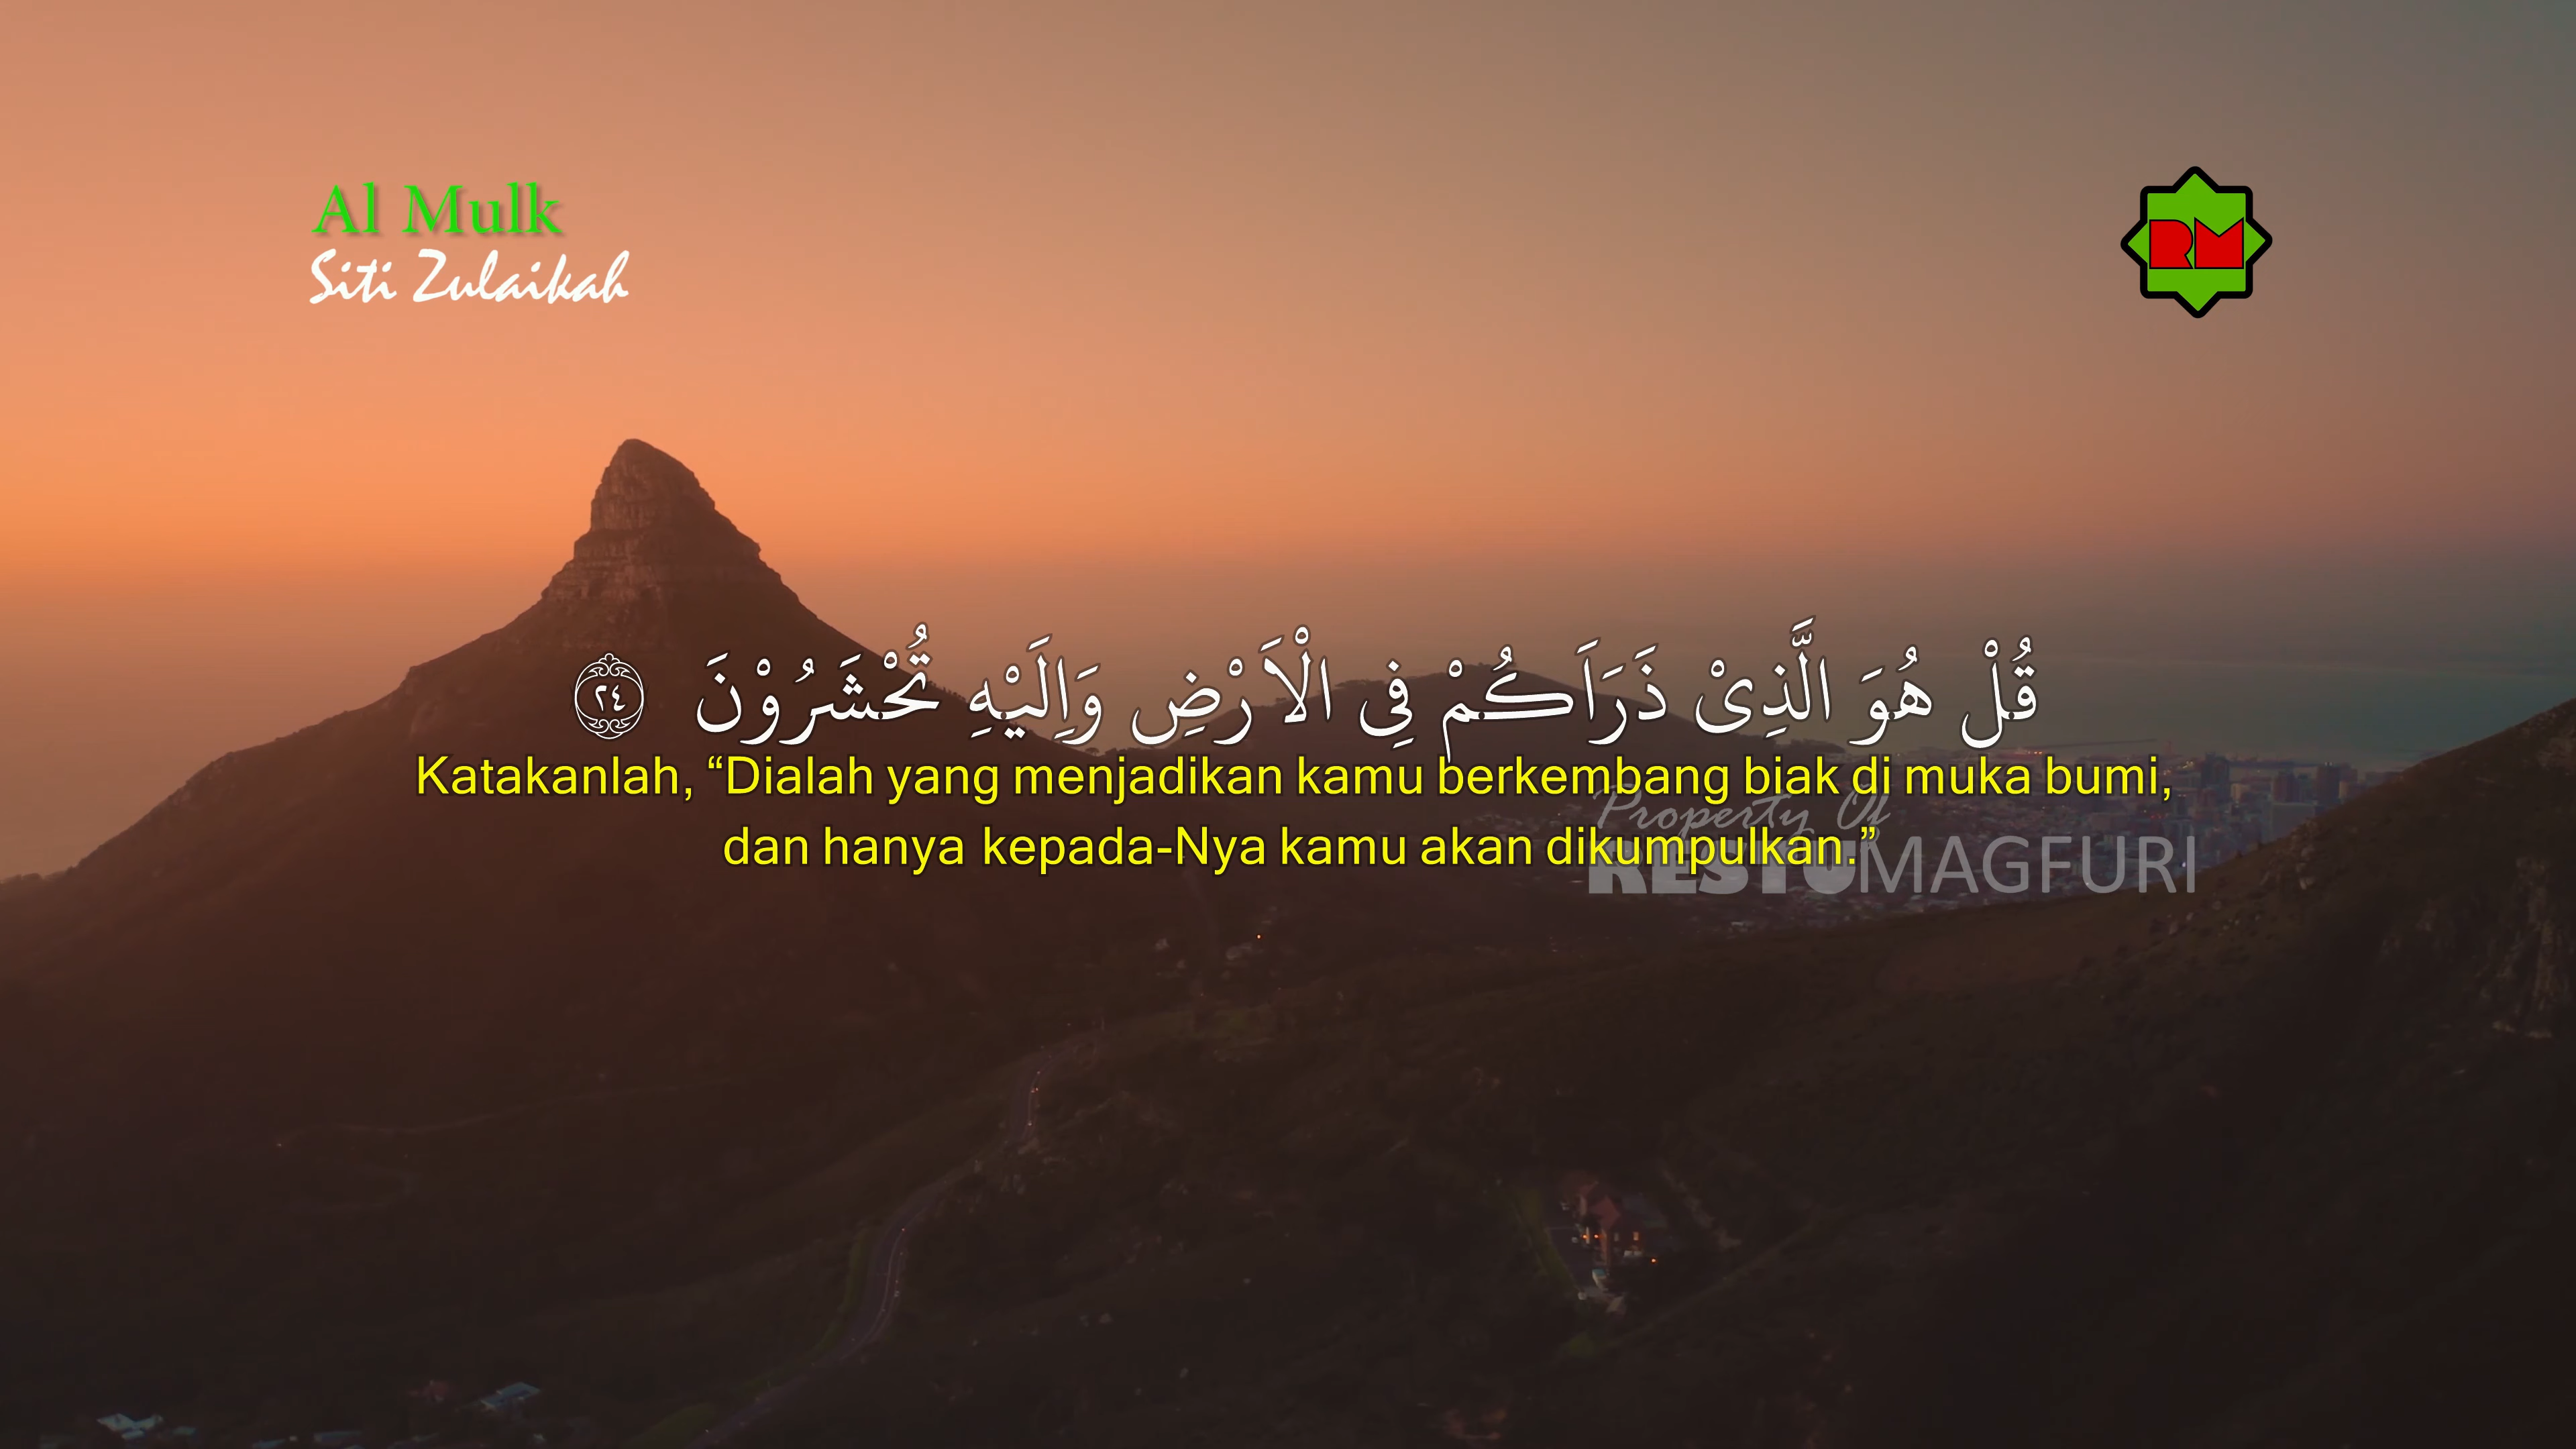 Al Mulk
Siti Zulaikah
RM
قُلْ هُوَ الَّذِيْ ذَرَاَكُمْ فِى الْاَرْضِ وَاِلَيْهِ تُحْشَرُوْنَ ٢٤
Katakanlah, “Dialah yang menjadikan kamu berkembang biak di muka bumi,
dan hanya kepada-Nya kamu akan dikumpulkan.”
Property Of
RESTUMAGFURI